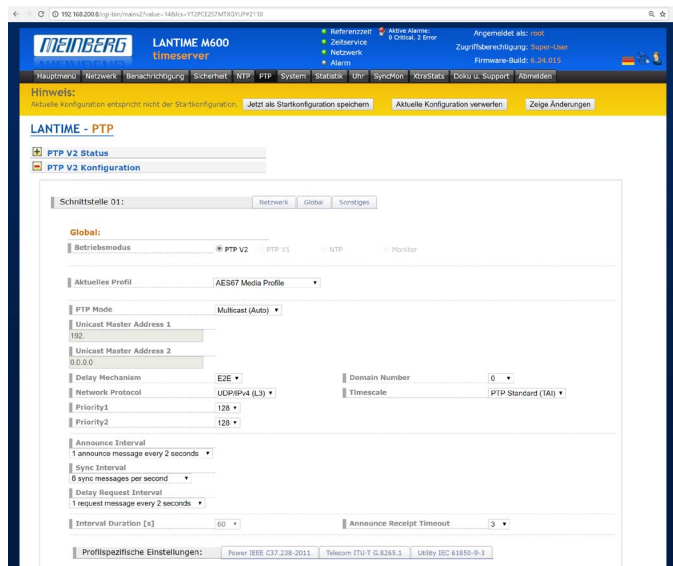 192.168.200.8/cgi-bin/mainv2?value=14&lcs=YTZPCE2S7MTXGYUP#2110
MEINBERG
LANTIME M600
timeserver
Referenzzeit
Zeitservice
Netzwerk
Alarm
Aktive Alarme:
0 Critical, 2 Error
Angemeldet als: root
Zugriffsberechtigung: Super-User
Firmware-Build: 6.24.015
Hauptmenü Netzwerk Benachrichtigung Sicherheit NTP PTP System Statistik Uhr SyncMon XtraStats Doku u. Support Abmelden
Hinweis:
Aktuelle Konfiguration entspricht nicht der Startkonfiguration. Jetzt als Startkonfiguration speichern Aktuelle Konfiguration verwerfen Zeige Änderungen
LANTIME - PTP
PTP V2 Status
PTP V2 Konfiguration
Schnittstelle 01: Netzwerk Global Sonstiges
Global:
Betriebsmodus PTP V2 PTP V1 NTP Monitor
Aktuelles Profil AES67 Media Profile
PTP Mode Multicast (Auto)
Unicast Master Address 1
192.
Unicast Master Address 2
0.0.0.0
Delay Mechanism E2E Domain Number 0
Network Protocol UDP/IPv4 (L3) Timescale PTP Standard (TAI)
Priority1 128
Priority2 128
Announce Interval
1 announce message every 2 seconds
Sync Interval
8 sync messages per second
Delay Request Interval
1 request message every 2 seconds
Interval Duration [s] 60 Announce Receipt Timeout 3
Profilspezifische Einstellungen: Power IEEE C37.238-2011 Telecom ITU-T G.8265.1 Utility IEC 61850-9-3